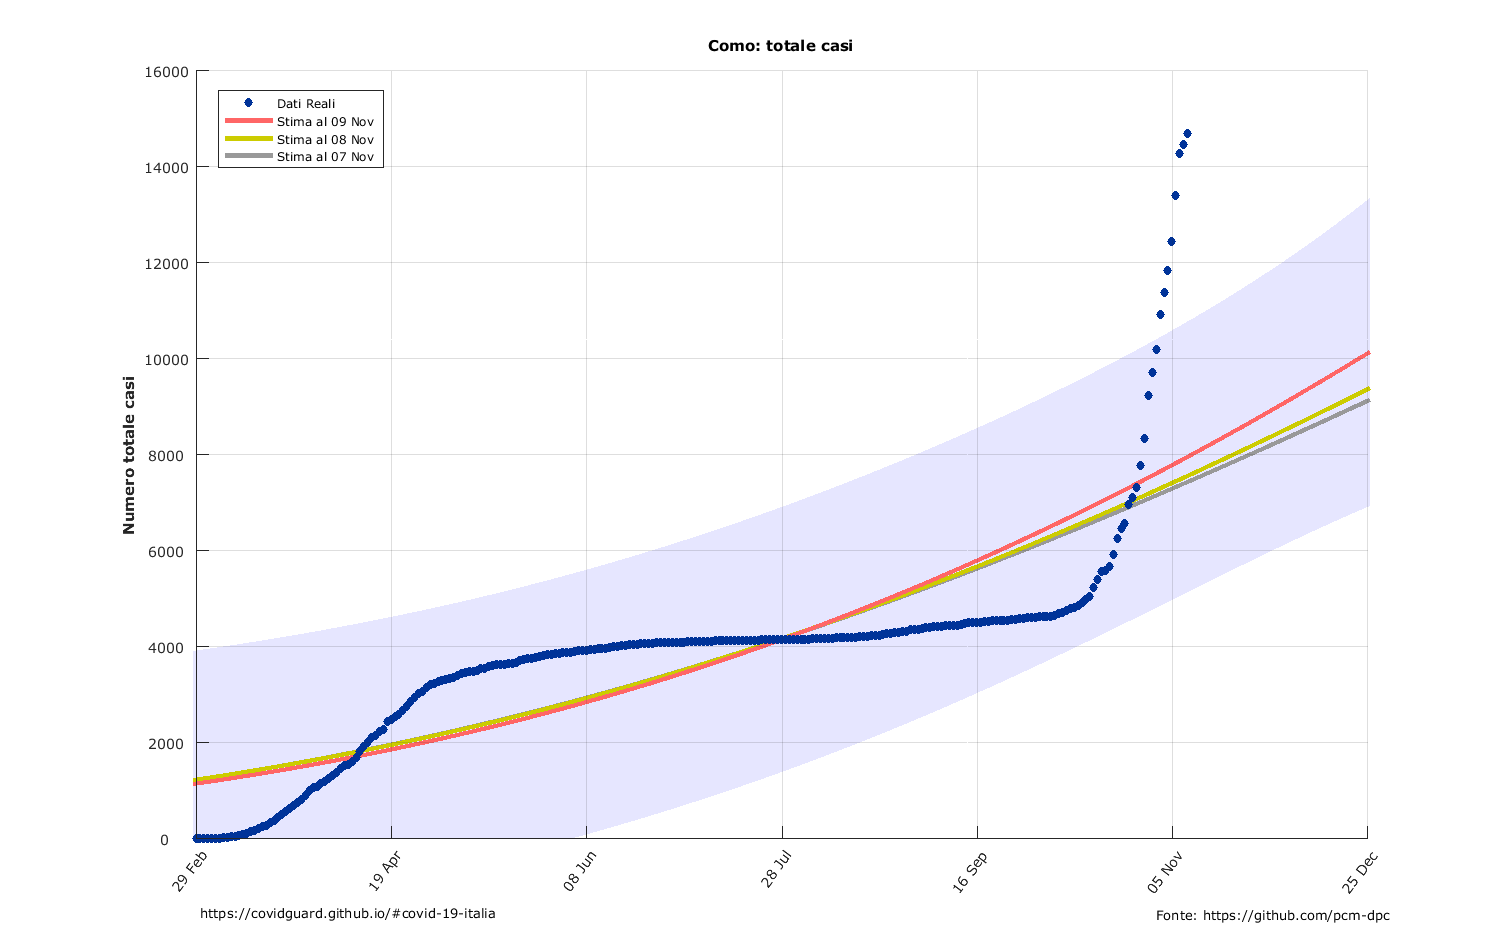 Como: totale casi
16000
14000
12000
10000
8000
6000
4000
2000
0
Numero totale casi
Dati Reali
Stima al 09 Nov
Stima al 08 Nov
Stima al 07 Nov
29 Feb
19 Apr
08 Jun
28 Jul
16 Sep
05 Nov
25 Dec
https://covidguard.github.io/#covid-19-italia
Fonte: https://github.com/pcm-dpc